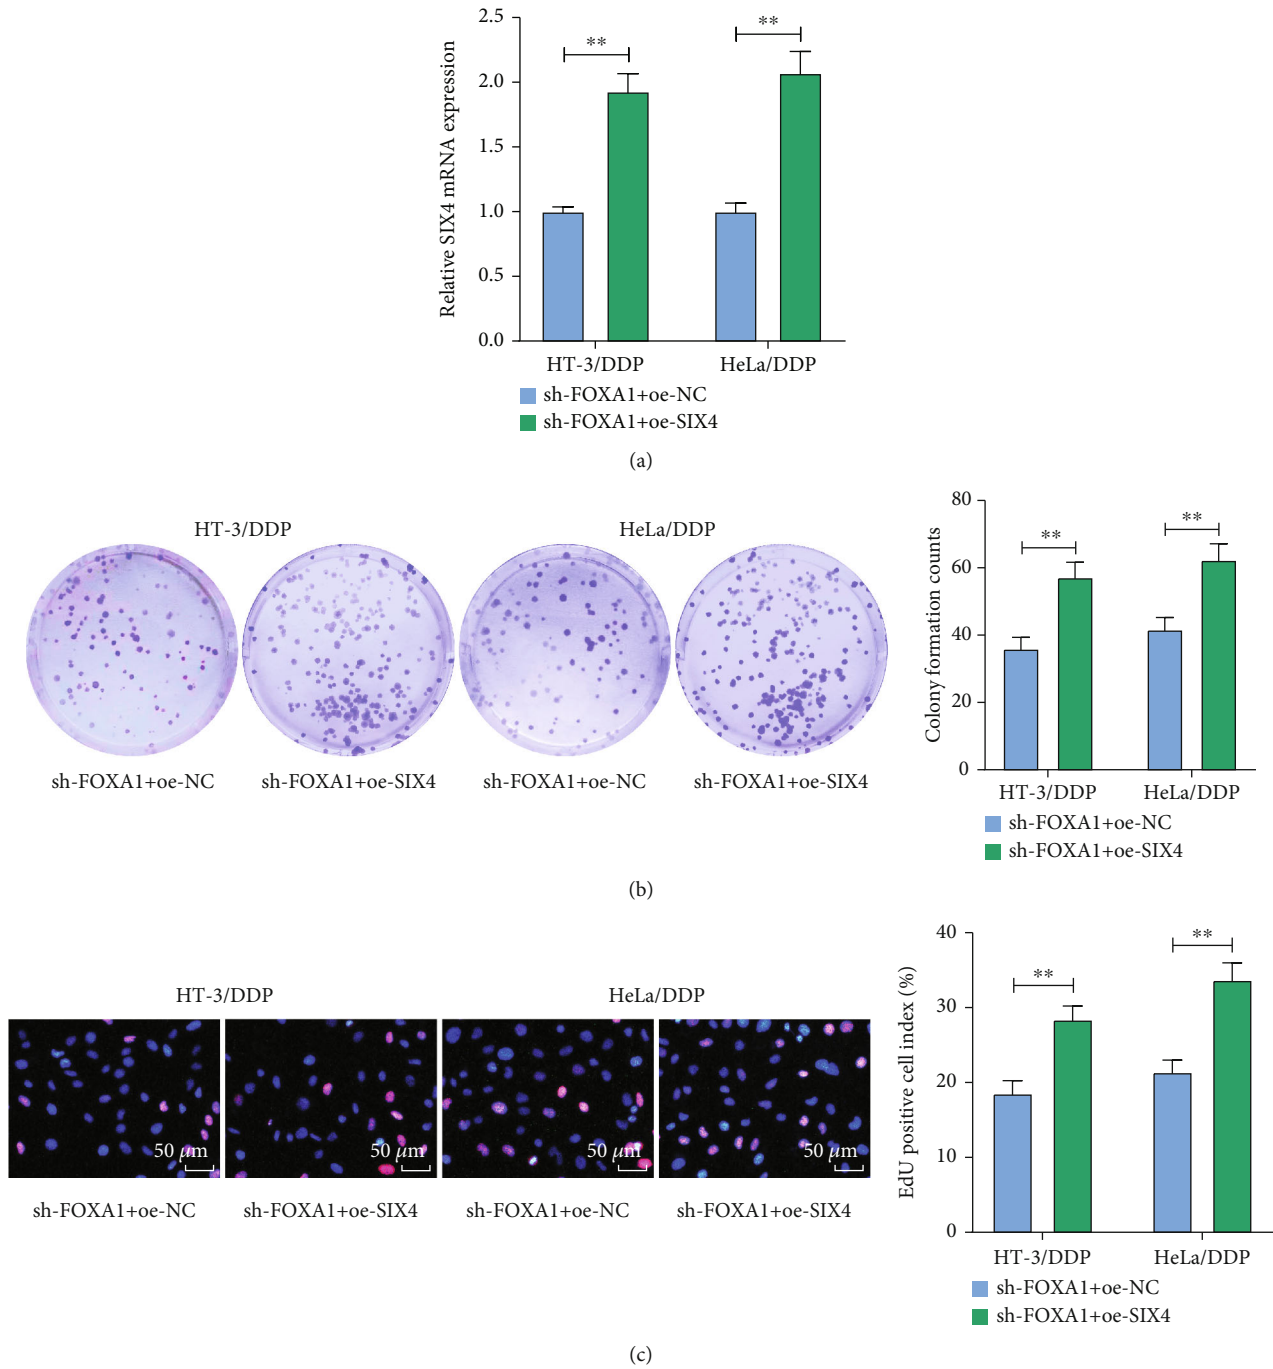 2.5
2.0
1.5
1.0
0.5
0.0
Relative SIX4 mRNA expression
**
**
HT-3/DDP
HeLa/DDP
sh-FOXA1+oe-NC
sh-FOXA1+oe-SIX4
(a)
HT-3/DDP
HeLa/DDP
sh-FOXA1+oe-NC
sh-FOXA1+oe-SIX4
sh-FOXA1+oe-NC
sh-FOXA1+oe-SIX4
80
60
40
20
0
Colony formation counts
**
**
HT-3/DDP
HeLa/DDP
sh-FOXA1+oe-NC
sh-FOXA1+oe-SIX4
(b)
HT-3/DDP
HeLa/DDP
50 µm
50 µm
50 µm
50 µm
sh-FOXA1+oe-NC
sh-FOXA1+oe-SIX4
sh-FOXA1+oe-NC
sh-FOXA1+oe-SIX4
40
30
20
10
0
EdU positive cell index (%)
**
**
HT-3/DDP
HeLa/DDP
sh-FOXA1+oe-NC
sh-FOXA1+oe-SIX4
(c)